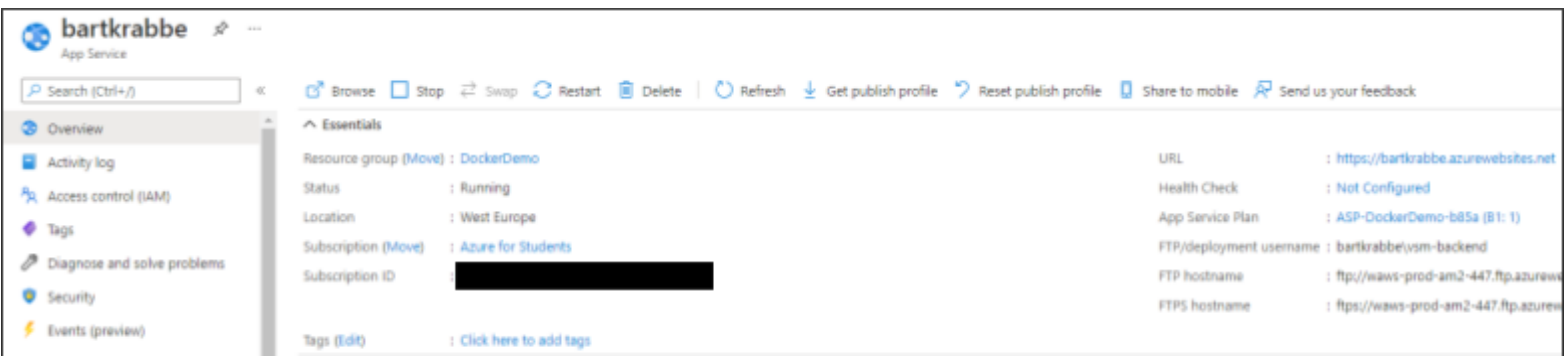 bartkrabbe
App Service
Search (Ctrl+/)
Browse Stop Swap Restart Delete Refresh Get publish profile Reset publish profile Share to mobile Send us your feedback
Overview
Activity log
Access control (IAM)
Tags
Diagnose and solve problems
Security
Events (preview)
Essentials
Resource group (Move) : DockerDemo
Status : Running
Location : West Europe
Subscription (Move) : Azure for Students
Subscription ID :
Tags (Edit) : Click here to add tags
URL : https://bartkrabbe.azurewebsites.net
Health Check : Not Configured
App Service Plan : ASP-DockerDemo-b85a (B1: 1)
FTP/deployment username : bartkrabbe\vsm-backend
FTP hostname : ftp://waws-prod-am2-447.ftp.azurewe
FTPS hostname : ftps://waws-prod-am2-447.ftp.azurew